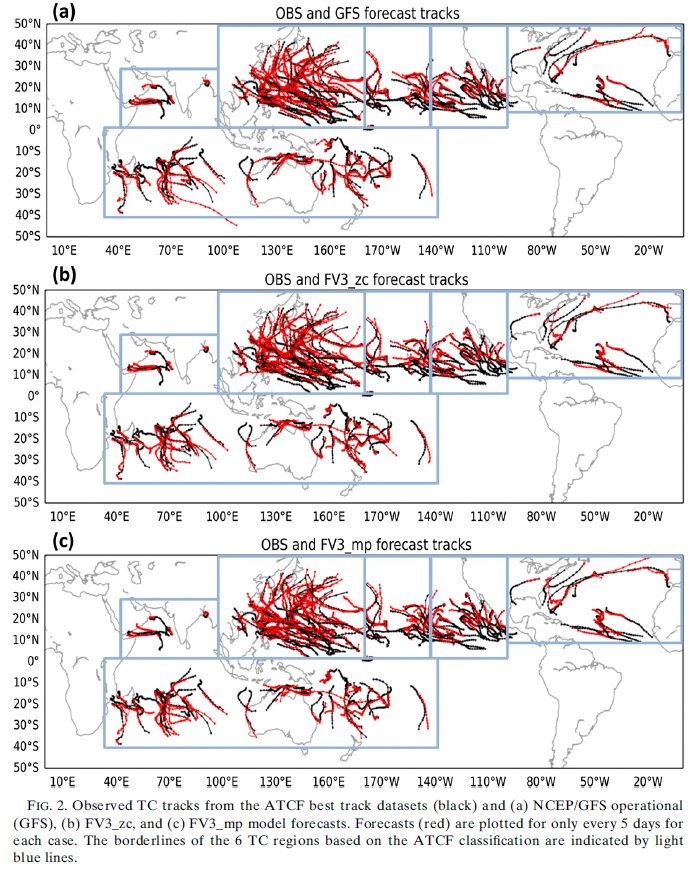 (a)
OBS and GFS forecast tracks
50°N
40°N
30°N
20°N
10°N
0°
10°S
20°S
30°S
40°S
50°S
10°E 40°E 70°E 100°E 130°E 160°E 170°W 140°W 110°W 80°W 50°W 20°W
(b)
OBS and FV3_zc forecast tracks
50°N
40°N
30°N
20°N
10°N
0°
10°S
20°S
30°S
40°S
50°S
10°E 40°E 70°E 100°E 130°E 160°E 170°W 140°W 110°W 80°W 50°W 20°W
(c)
OBS and FV3_mp forecast tracks
50°N
40°N
30°N
20°N
10°N
0°
10°S
20°S
30°S
40°S
50°S
10°E 40°E 70°E 100°E 130°E 160°E 170°W 140°W 110°W 80°W 50°W 20°W
FIG. 2. Observed TC tracks from the ATCF best track datasets (black) and (a) NCEP/GFS operational
(GFS), (b) FV3_zc, and (c) FV3_mp model forecasts. Forecasts (red) are plotted for only every 5 days for
each case. The borderlines of the 6 TC regions based on the ATCF classification are indicated by light
blue lines.